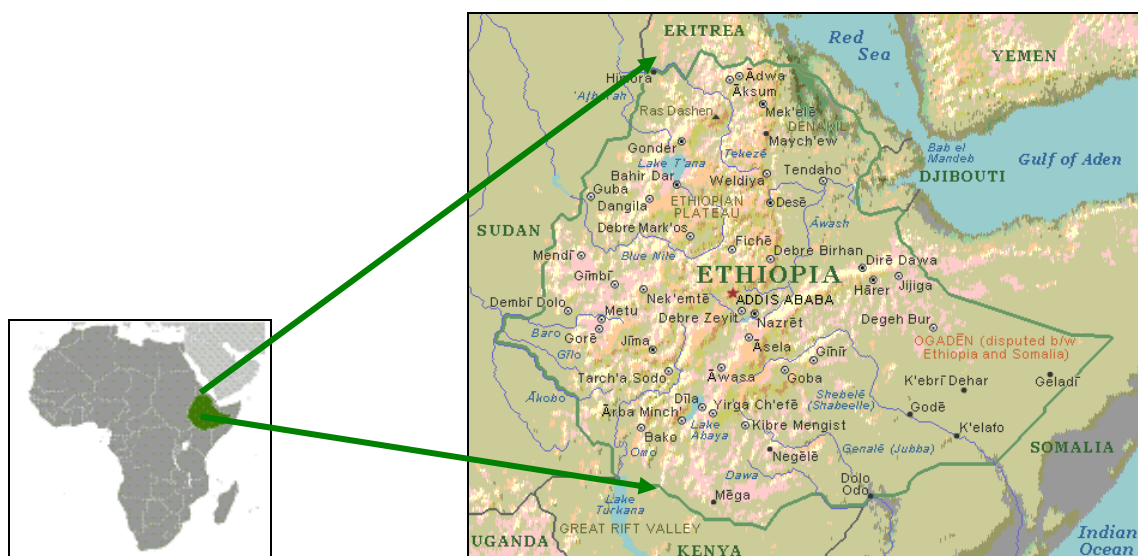 ERITREA
Red
Sea
YEMEN
Himora
Ādwa
Āksum
'Aṭbarah
Ras Dashen
Mek'elē
DENAKIL
Maych'ew
Gonder
Bab el
Mandeb
Gulf of Aden
Lake T'ana
Tekezē
DJIBOUTI
Bahir Dar
Weldiya
Tendaho
Guba
Dangila
ETHIOPIAN
PLATEAU
Desē
Āwash
SUDAN
Debre Mark'os
Fichē
Debre Birhan
Mendī
Blue Nile
Dirē Dawa
ETHIOPIA
Gīmbī
Hārer
Jijiga
Nek'emtē
ADDIS ABABA
Dembī Dolo
Metu
Debre Zeyit
Nazrēt
Degeh Bur
Baro
Gorē
Jīma
Āsela
OGADĒN (disputed b/w
Ethiopia and Somalia)
Gīlo
Gīnīr
Tarch'a Sodo
Āwasa
Goba
K'ebrī Dehar
Geladī
Ākobo
Dīla
Shebelē
(Shabeelle)
Ārba Minch'
Yirga Ch'efē
Godē
Lake
Abaya
Bako
Kibre Mengist
K'elafo
Omo
Negēlē
Genalē (Jubba)
SOMALIA
Dawa
Dolo
Odo
Lake
Turkana
Mēga
GREAT RIFT VALLEY
Indian
Ocean
UGANDA
KENYA